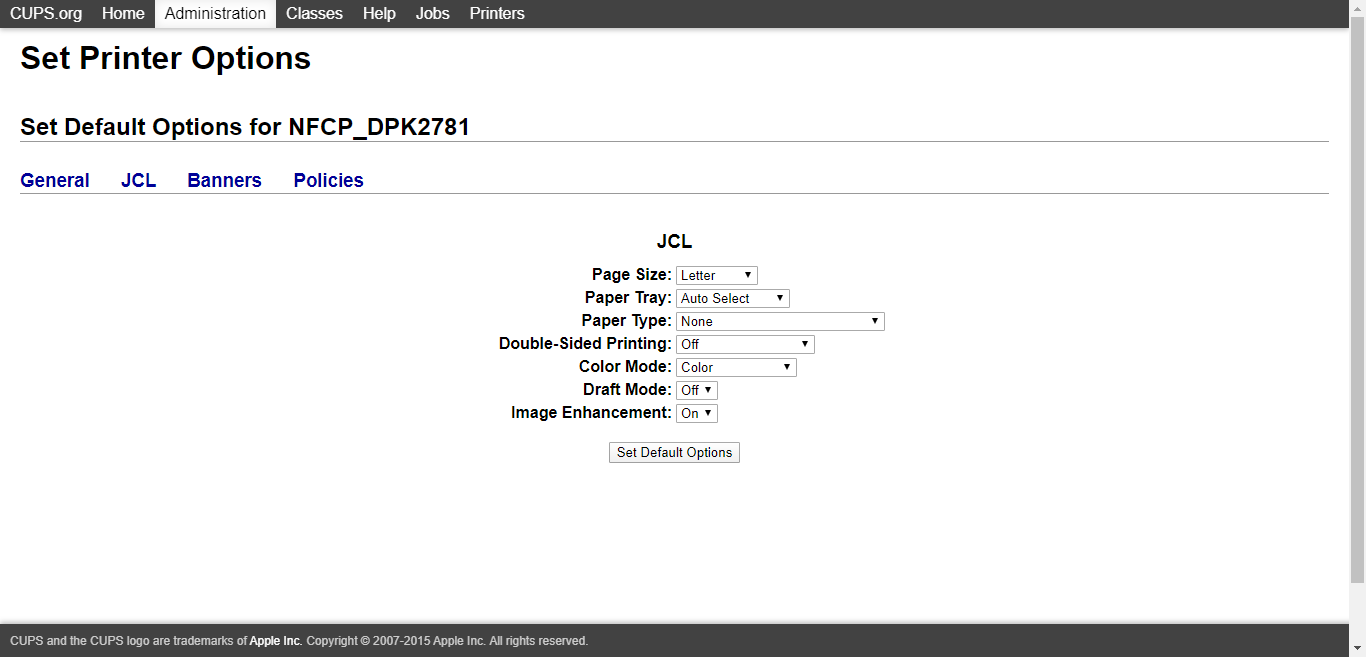 CUPS.org Home Administration Classes Help Jobs Printers
Set Printer Options
Set Default Options for NFCP_DPK2781
General JCL Banners Policies
JCL
Page Size: Letter
Paper Tray: Auto Select
Paper Type: None
Double-Sided Printing: Off
Color Mode: Color
Draft Mode: Off
Image Enhancement: On
Set Default Options
CUPS and the CUPS logo are trademarks of Apple Inc. Copyright © 2007-2015 Apple Inc. All rights reserved.